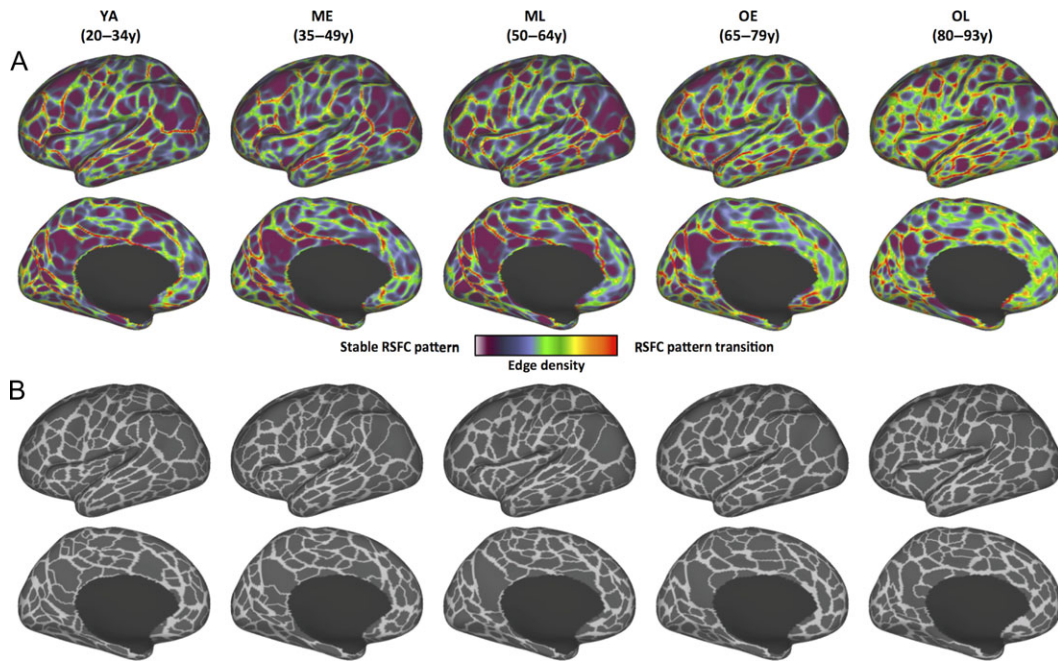 YA ME ML OE OL
(20–34y) (35–49y) (50–64y) (65–79y) (80–93y)
A
Stable RSFC pattern RSFC pattern transition
Edge density
B